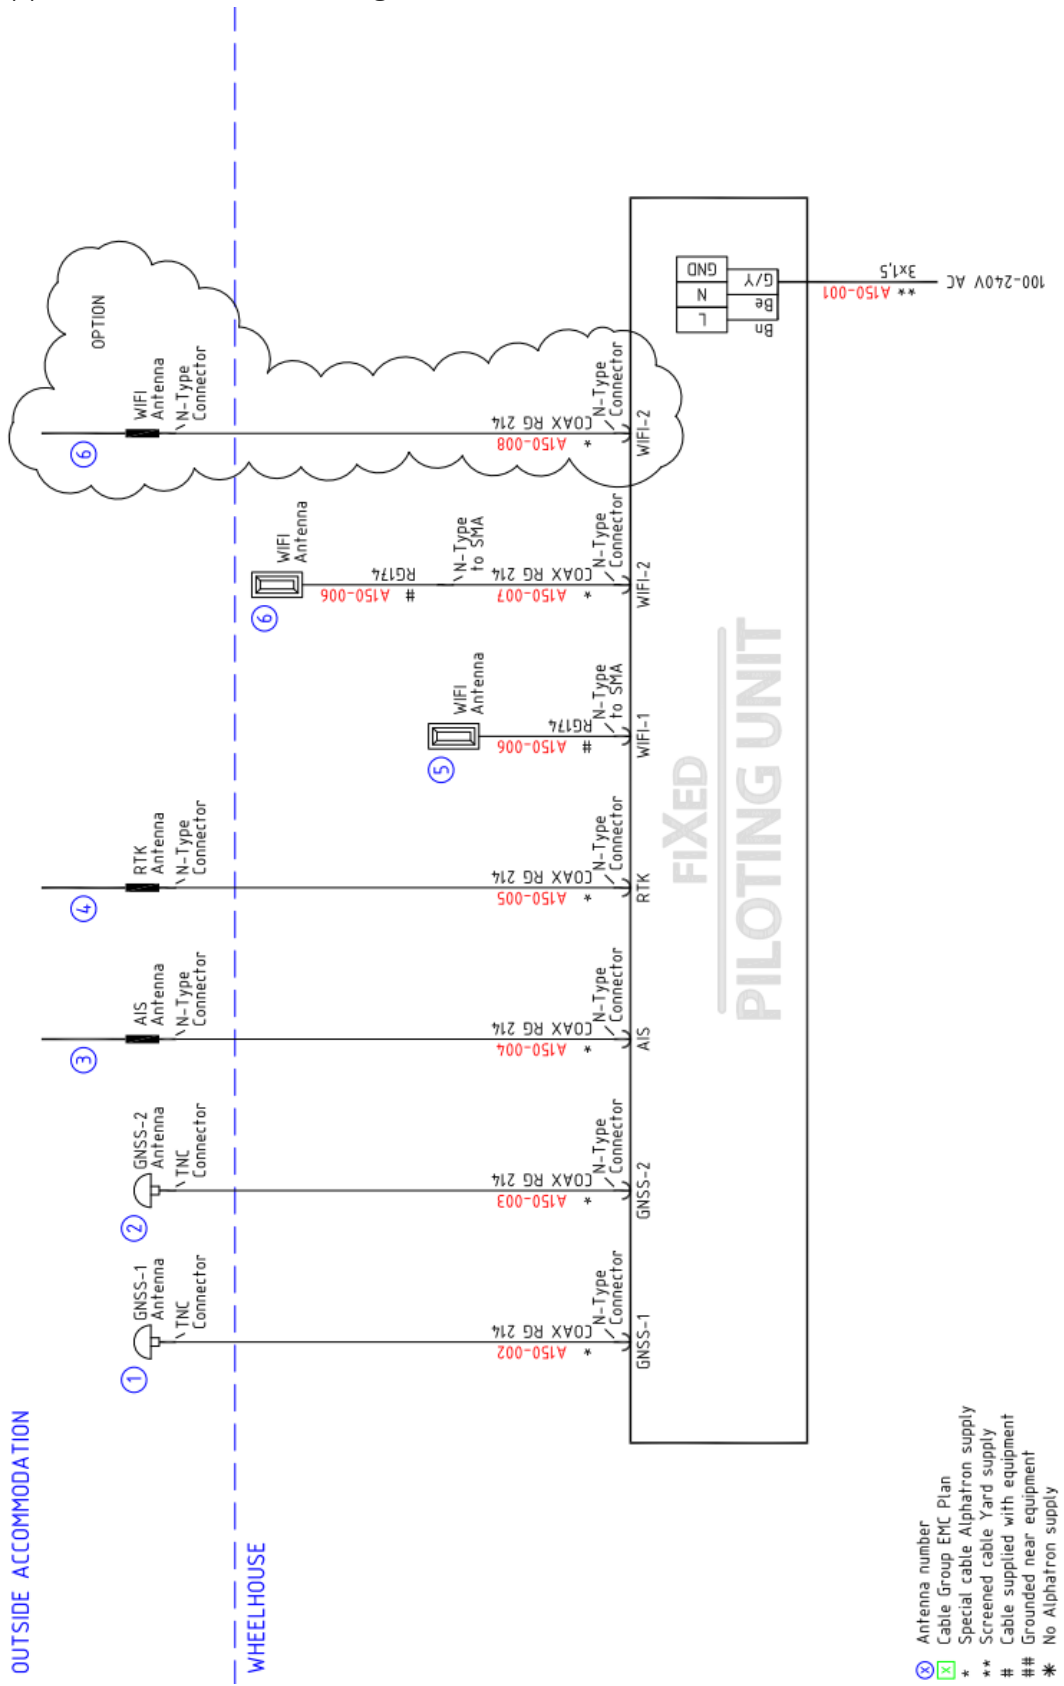 OUTSIDE ACCOMMODATION
WHEELHOUSE
1
GNSS-1
Antenna
TNC
Connector
A150-002
COAX RG 214
*
N-Type
Connector
GNSS-1
2
GNSS-2
Antenna
TNC
Connector
A150-003
COAX RG 214
*
N-Type
Connector
GNSS-2
3
AIS
Antenna
N-Type
Connector
A150-004
COAX RG 214
*
N-Type
Connector
AIS
4
RTK
Antenna
N-Type
Connector
A150-005
COAX RG 214
*
N-Type
Connector
RTK
5
WIFI
Antenna
A150-006
RG174
#
N-Type
to SMA
WIFI-1
6
WIFI
Antenna
A150-006
RG174
#
N-Type
to SMA
A150-007
COAX RG 214
*
N-Type
Connector
WIFI-2
OPTION
6
WIFI
Antenna
N-Type
Connector
A150-008
COAX RG 214
*
N-Type
Connector
WIFI-2
FIXED
PILOTING UNIT
L N GND
Bn Be G/Y
** A150-001
3x1,5
100-240V AC
X Antenna number
X Cable Group EMC Plan
* Special cable Alphatron supply
** Screened cable Yard supply
# Cable supplied with equipment
## Grounded near equipment
* No Alphatron supply